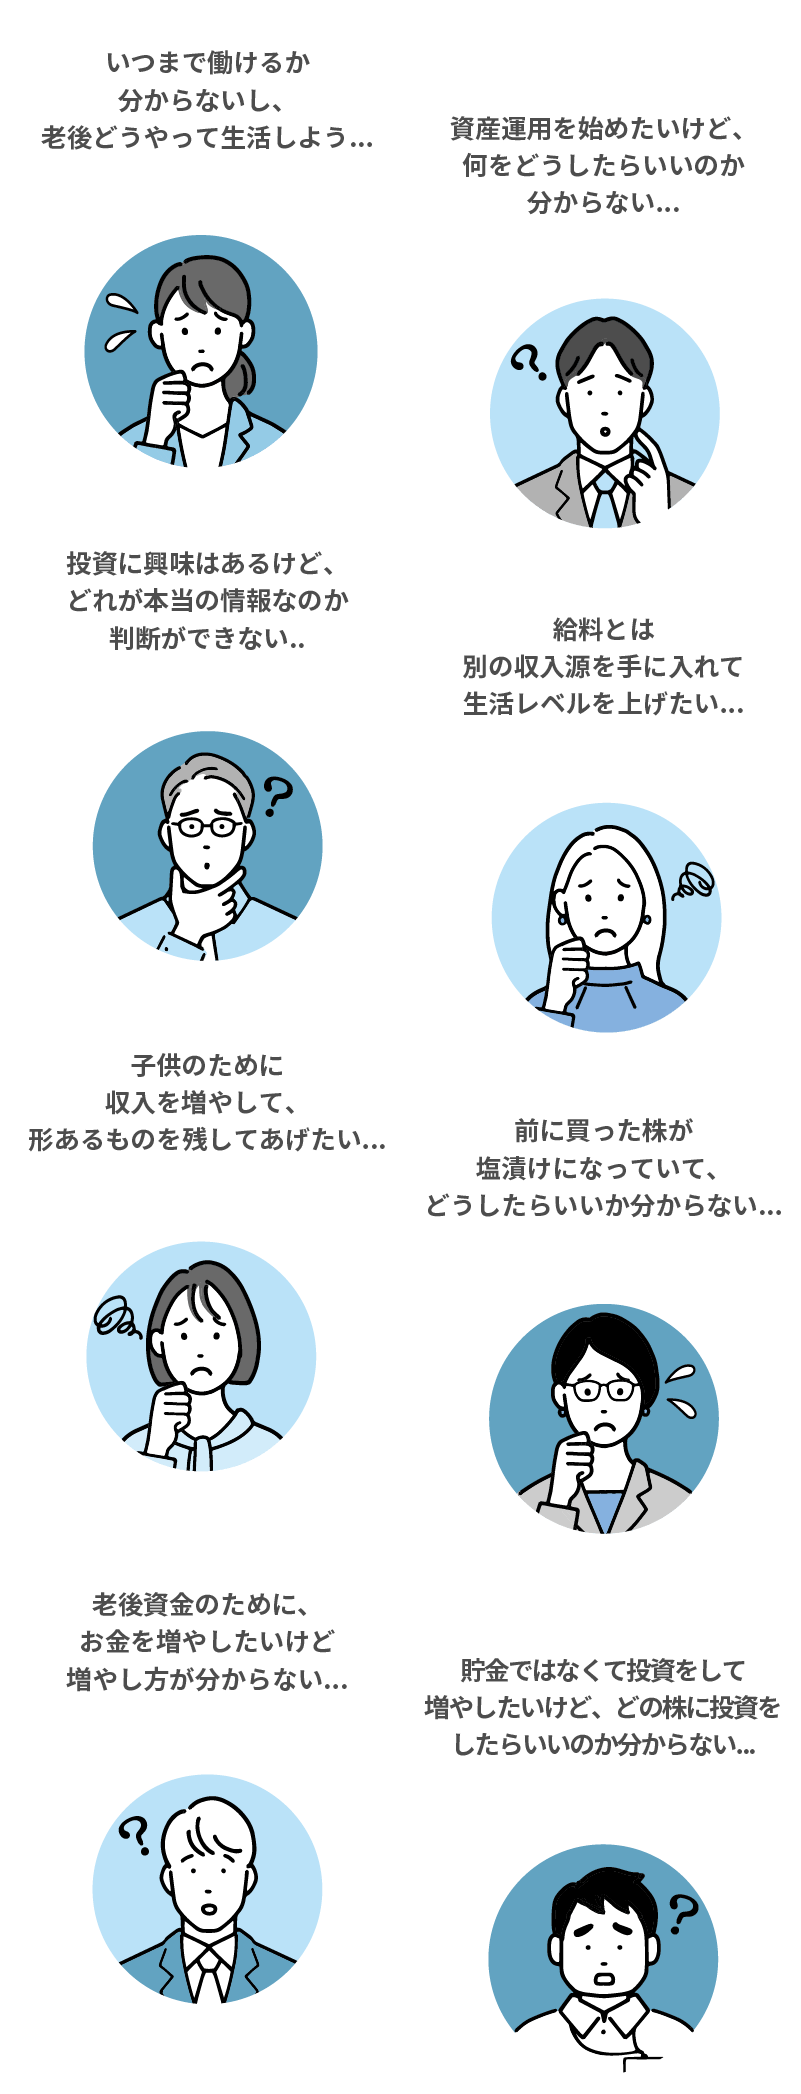 いつまで働けるか
分からないし、
老後どうやって生活しよう...
資産運用を始めたいけど、
何をどうしたらいいのか
分からない...
投資に興味はあるけど、
どれが本当の情報なのか
判断ができない..
給料とは
別の収入源を手に入れて
生活レベルを上げたい...
子供のために
収入を増やして、
形あるものを残してあげたい...
前に買った株が
塩漬けになっていて、
どうしたらいいか分からない...
老後資金のために、
お金を増やしたいけど
増やし方が分からない...
貯金ではなくて投資をして
増やしたいけど、どの株に投資を
したらいいのか分からない...